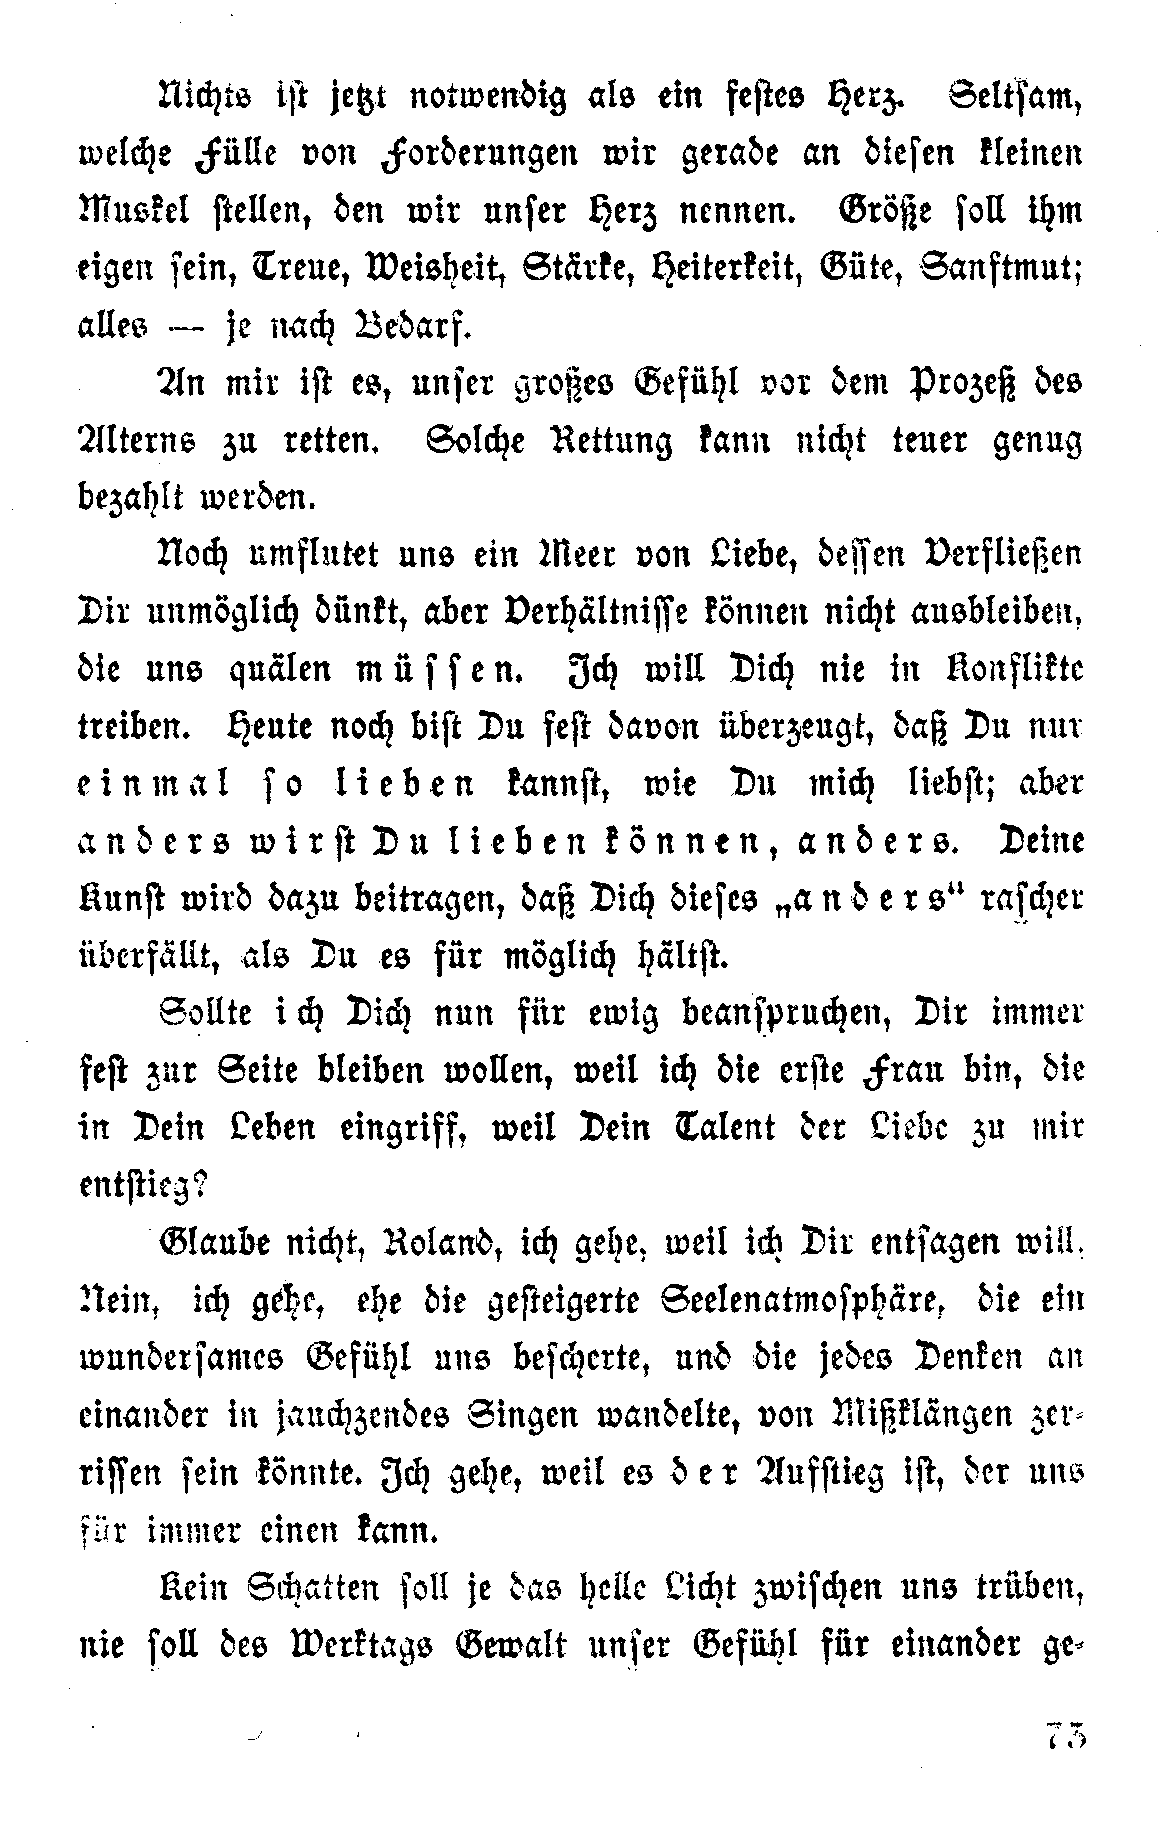 Nichts ist jetzt notwendig als ein festes Herz. Seltsam,
welche Fülle von Forderungen wir gerade an diesen kleinen
Muskel stellen, den wir unser Herz nennen. Größe soll ihm
eigen sein, Treue, Weisheit, Stärke, Heiterkeit, Güte, Sanftmut;
alles — je nach Bedarf.
An mir ist es, unser großes Gefühl vor dem Prozeß des
Alterns zu retten. Solche Rettung kann nicht teuer genug
bezahlt werden.
Noch umflutet uns ein Meer von Liebe, dessen Verfließen
Dir unmöglich dünkt, aber Verhältnisse können nicht ausbleiben,
die uns quälen müssen. Ich will Dich nie in Konflikte
treiben. Heute noch bist Du fest davon überzeugt, daß Du nur
einmal so lieben kannst, wie Du mich liebst; aber
anders wirst Du lieben können, anders. Deine
Kunst wird dazu beitragen, daß Dich dieses „anders“ rascher
überfällt, als Du es für möglich hältst.
Sollte ich Dich nun für ewig beanspruchen, Dir immer
fest zur Seite bleiben wollen, weil ich die erste Frau bin, die
in Dein Leben eingriff, weil Dein Talent der Liebe zu mir
entstieg?
Glaube nicht, Roland, ich gehe, weil ich Dir entsagen will.
Nein, ich gehe, ehe die gesteigerte Seelenatmosphäre, die ein
wundersames Gefühl uns bescherte, und die jedes Denken an
einander in jauchzendes Singen wandelte, von Mißklängen zer-
rissen sein könnte. Ich gehe, weil es der Aufstieg ist, der uns
für immer einen kann.
Kein Schatten soll je das helle Licht zwischen uns trüben,
nie soll des Werktags Gewalt unser Gefühl für einander ge-
73